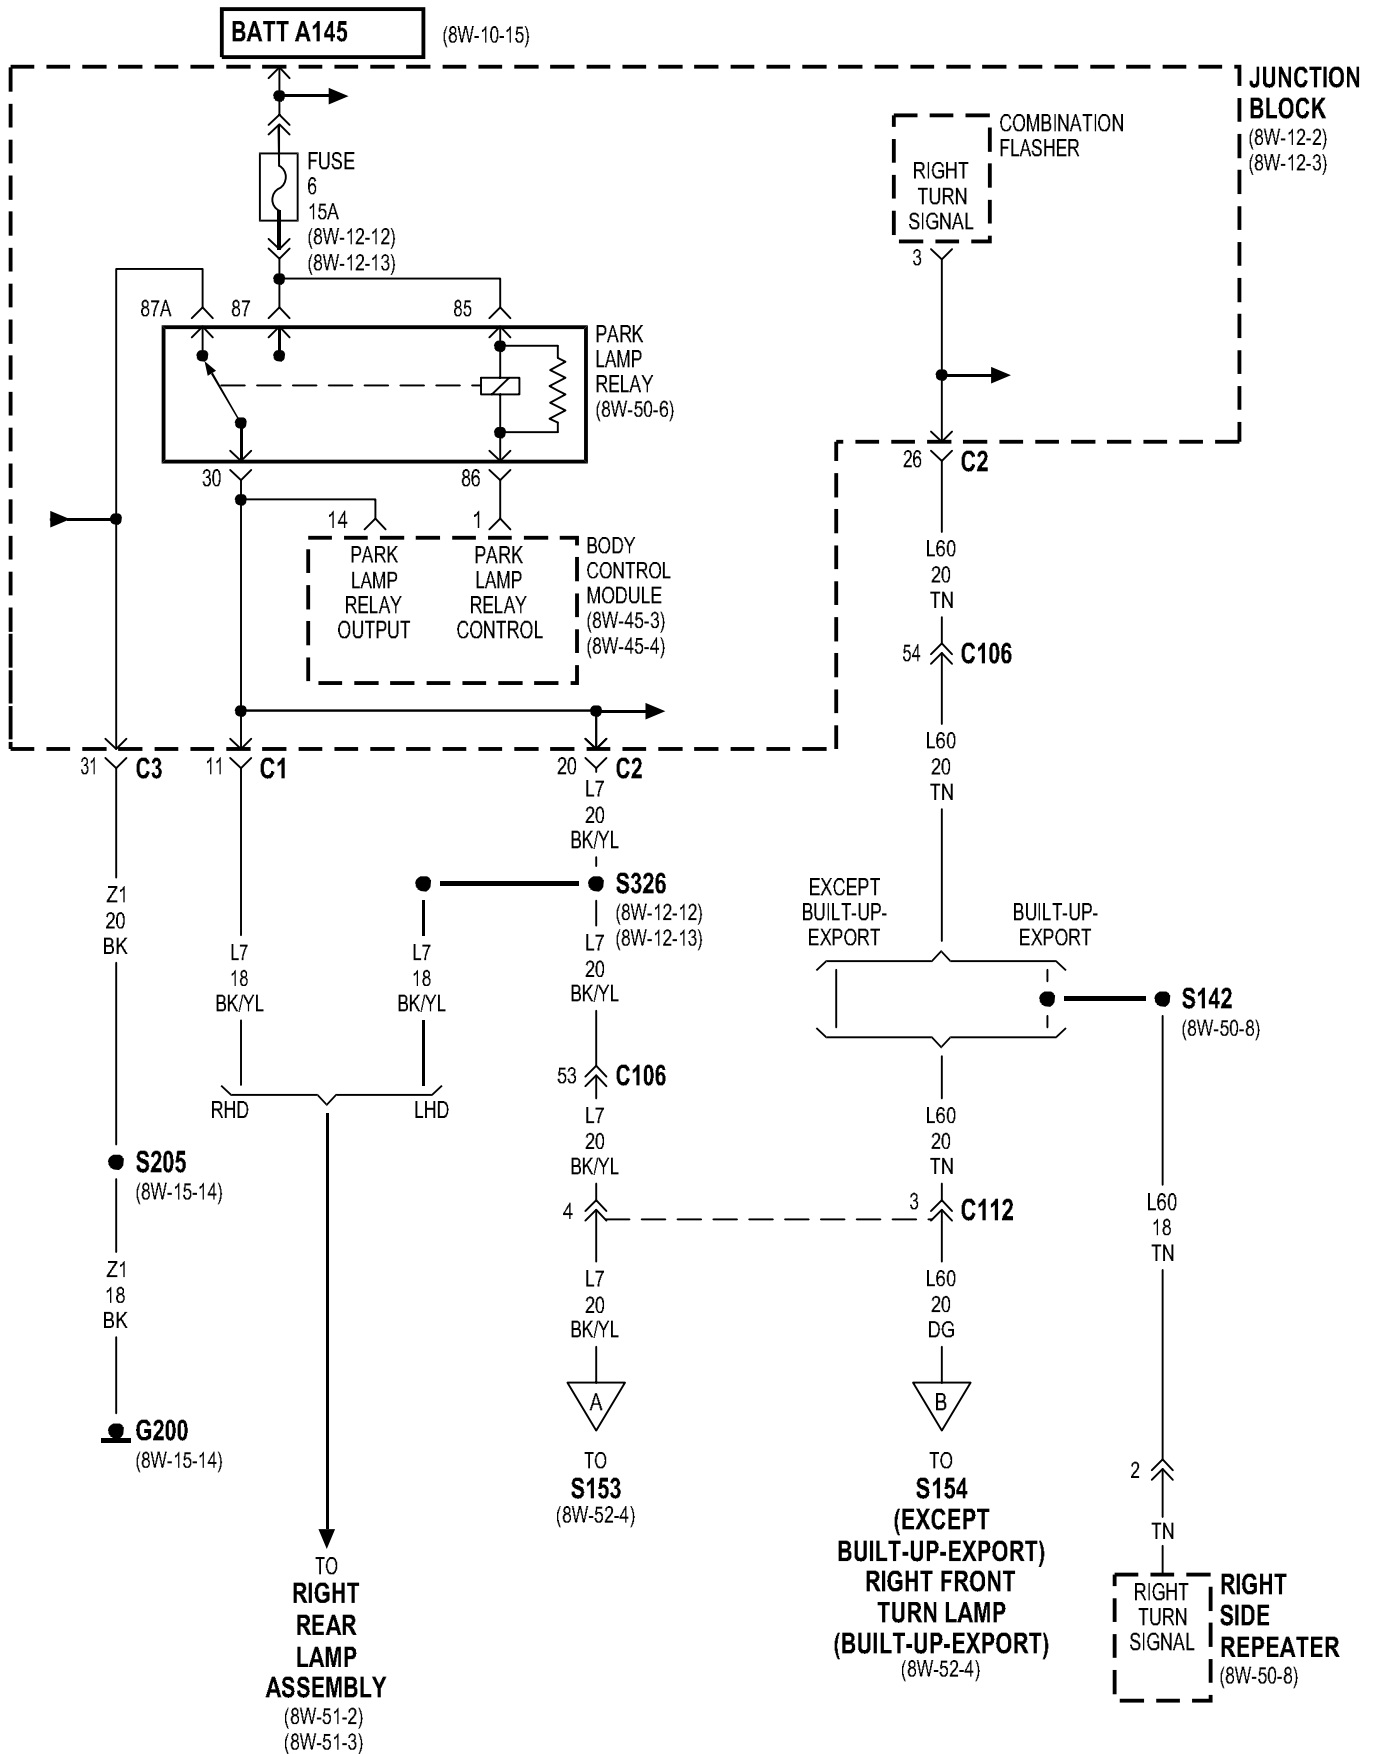 BATT A145
(8W-10-15)
JUNCTION
BLOCK
(8W-12-2)
(8W-12-3)
COMBINATION
FLASHER
RIGHT
TURN
SIGNAL
3
FUSE
6
15A
(8W-12-12)
(8W-12-13)
87A
87
85
PARK
LAMP
RELAY
(8W-50-6)
30
86
26
C2
14
1
PARK
LAMP
RELAY
OUTPUT
PARK
LAMP
RELAY
CONTROL
BODY
CONTROL
MODULE
(8W-45-3)
(8W-45-4)
L60
20
TN
54
C106
L60
20
TN
31
C3
11
C1
20
C2
L7
20
BK/YL
S326
(8W-12-12)
(8W-12-13)
Z1
20
BK
L7
18
BK/YL
L7
18
BK/YL
L7
20
BK/YL
EXCEPT
BUILT-UP-
EXPORT
BUILT-UP-
EXPORT
S142
(8W-50-8)
53
C106
RHD
LHD
L7
20
BK/YL
L60
20
TN
S205
(8W-15-14)
4
3
C112
L60
18
TN
Z1
18
BK
L7
20
BK/YL
L60
20
DG
A
B
G200
(8W-15-14)
TO
S153
(8W-52-4)
TO
S154
(EXCEPT
BUILT-UP-EXPORT)
RIGHT FRONT
TURN LAMP
(BUILT-UP-EXPORT)
(8W-52-4)
2
TN
RIGHT
TURN
SIGNAL
RIGHT
SIDE
REPEATER
(8W-50-8)
TO
RIGHT
REAR
LAMP
ASSEMBLY
(8W-51-2)
(8W-51-3)